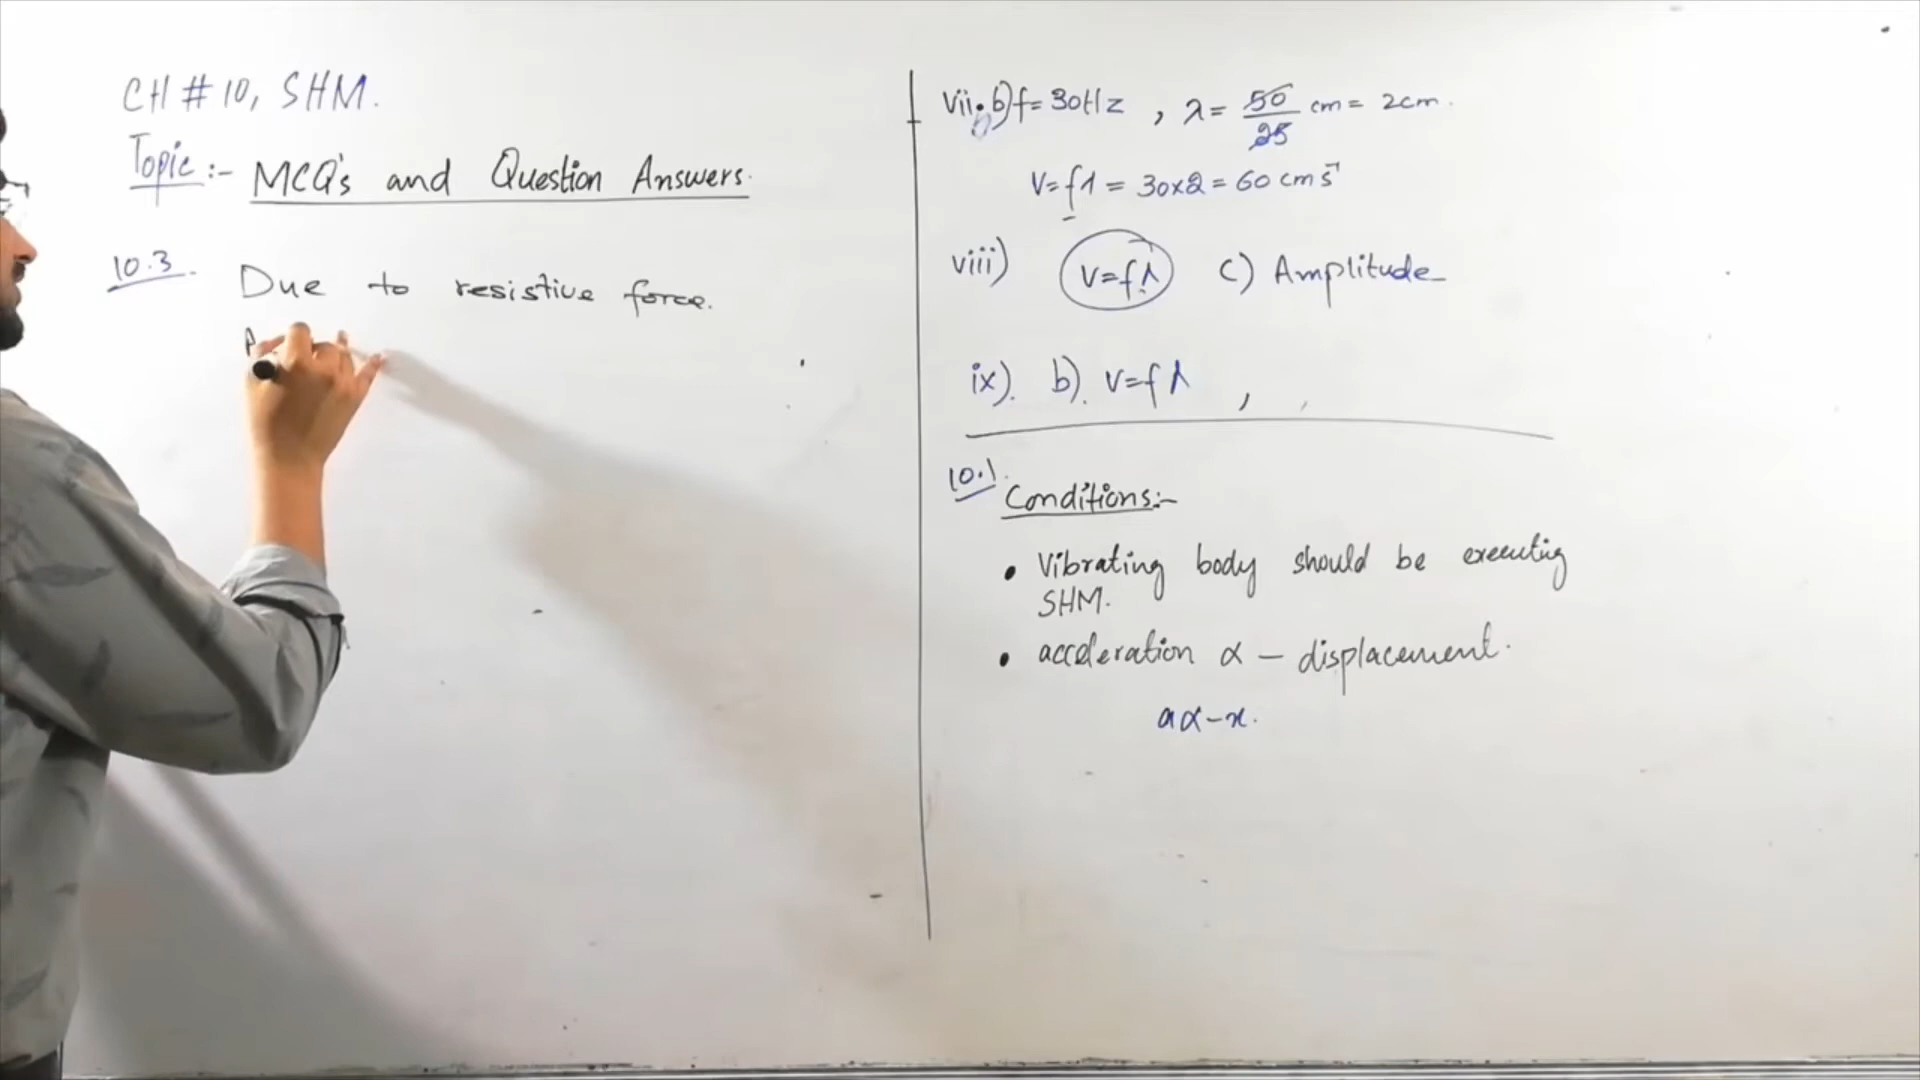 CH # 10, SHM.
Topic :- MCQ's and Question Answers.
10.3. Due to resistive force.
A
vii. b) f = 30Hz , λ = 50/25 cm = 2cm.
v = fλ = 30x2 = 60 cm s⁻¹
viii) v=fλ c) Amplitude
ix). b). v=fλ ,
10.1. Conditions:-
• Vibrating body should be executig
SHM.
• acceleration α – displacement.
a α – x.